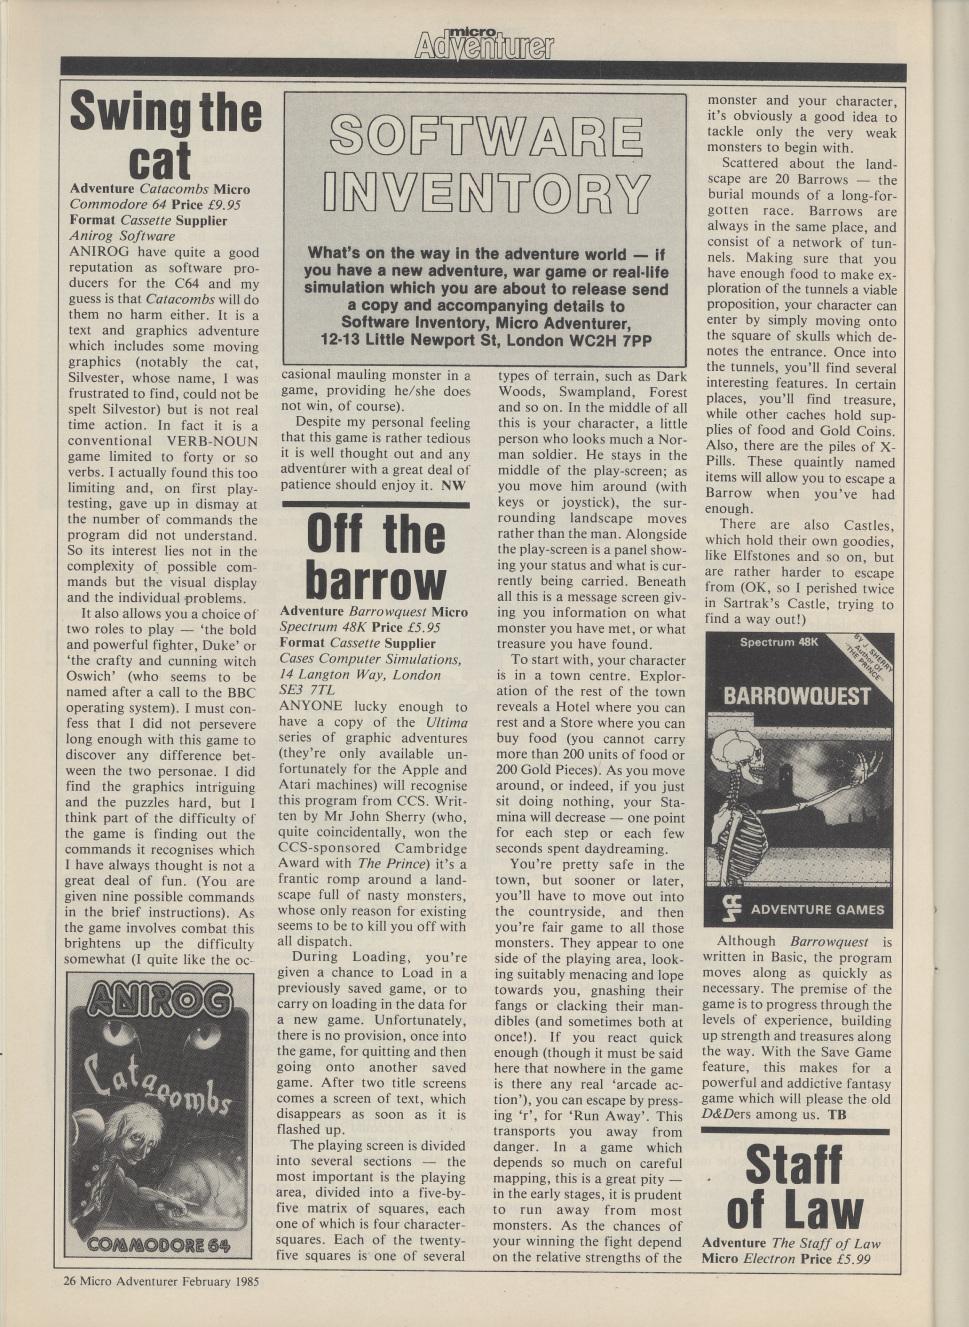 micro
Adventurer
Swing the
cat
Adventure Catacombs Micro
Commodore 64 Price £9.95
Format Cassette Supplier
Anirog Software
ANIROG have quite a good
reputation as software pro-
ducers for the C64 and my
guess is that Catacombs will do
them no harm either. It is a
text and graphics adventure
which includes some moving
graphics (notably the cat,
Silvester, whose name, I was
frustrated to find, could not be
spelt Silvestor) but is not real
time action. In fact it is a
conventional VERB-NOUN
game limited to forty or so
verbs. I actually found this too
limiting and, on first play-
testing, gave up in dismay at
the number of commands the
program did not understand.
So its interest lies not in the
complexity of possible com-
mands but the visual display
and the individual problems.
It also allows you a choice of
two roles to play — ‘the bold
and powerful fighter, Duke’ or
‘the crafty and cunning witch
Oswich’ (who seems to be
named after a call to the BBC
operating system). I must con-
fess that I did not persevere
long enough with this game to
discover any difference bet-
ween the two personae. I did
find the graphics intriguing
and the puzzles hard, but I
think part of the difficulty of
the game is finding out the
commands it recognises which
I have always thought is not a
great deal of fun. (You are
given nine possible commands
in the brief instructions). As
the game involves combat this
brightens up the difficulty
somewhat (I quite like the oc-
ANIROG
Catacombs
COMMODORE 64
SOFTWARE
INVENTORY
What's on the way in the adventure world — if
you have a new adventure, war game or real-life
simulation which you are about to release send
a copy and accompanying details to
Software Inventory, Micro Adventurer,
12-13 Little Newport St, London WC2H 7PP
casional mauling monster in a
game, providing he/she does
not win, of course).
Despite my personal feeling
that this game is rather tedious
it is well thought out and any
adventurer with a great deal of
patience should enjoy it. NW
Off the
barrow
Adventure Barrowquest Micro
Spectrum 48K Price £5.95
Format Cassette Supplier
Cases Computer Simulations,
14 Langton Way, London
SE3 7TL
ANYONE lucky enough to
have a copy of the Ultima
series of graphic adventures
(they're only available un-
fortunately for the Apple and
Atari machines) will recognise
this program from CCS. Writ-
ten by Mr John Sherry (who,
quite coincidentally, won the
CCS-sponsored Cambridge
Award with The Prince) it's a
frantic romp around a land-
scape full of nasty monsters,
whose only reason for existing
seems to be to kill you off with
all dispatch.
During Loading, you're
given a chance to Load in a
previously saved game, or to
carry on loading in the data for
a new game. Unfortunately,
there is no provision, once into
the game, for quitting and then
going onto another saved
game. After two title screens
comes a screen of text, which
disappears as soon as it is
flashed up.
The playing screen is divided
into several sections — the
most important is the playing
area, divided into a five-by-
five matrix of squares, each
one of which is four character-
squares. Each of the twenty-
five squares is one of several
types of terrain, such as Dark
Woods, Swampland, Forest
and so on. In the middle of all
this is your character, a little
person who looks much a Nor-
man soldier. He stays in the
middle of the play-screen; as
you move him around (with
keys or joystick), the sur-
rounding landscape moves
rather than the man. Alongside
the play-screen is a panel show-
ing your status and what is cur-
rently being carried. Beneath
all this is a message screen giv-
ing you information on what
monster you have met, or what
treasure you have found.
To start with, your character
is in a town centre. Explor-
ation of the rest of the town
reveals a Hotel where you can
rest and a Store where you can
buy food (you cannot carry
more than 200 units of food or
200 Gold Pieces). As you move
around, or indeed, if you just
sit doing nothing, your Sta-
mina will decrease — one point
for each step or each few
seconds spent daydreaming.
You're pretty safe in the
town, but sooner or later,
you'll have to move out into
the countryside, and then
you're fair game to all those
monsters. They appear to one
side of the playing area, look-
ing suitably menacing and lope
towards you, gnashing their
fangs or clacking their man-
dibles (and sometimes both at
once!). If you react quick
enough (though it must be said
here that nowhere in the game
is there any real ‘arcade ac-
tion’), you can escape by press-
ing ‘r’, for ‘Run Away’. This
transports you away from
danger. In a game which
depends so much on careful
mapping, this is a great pity —
in the early stages, it is prudent
to run away from most
monsters. As the chances of
your winning the fight depend
on the relative strengths of the
monster and your character,
it's obviously a good idea to
tackle only the very weak
monsters to begin with.
Scattered about the land-
scape are 20 Barrows — the
burial mounds of a long-for-
gotten race. Barrows are
always in the same place, and
consist of a network of tun-
nels. Making sure that you
have enough food to make ex-
ploration of the tunnels a viable
proposition, your character can
enter by simply moving onto
the square of skulls which de-
notes the entrance. Once into
the tunnels, you'll find several
interesting features. In certain
places, you'll find treasure,
while other caches hold sup-
plies of food and Gold Coins.
Also, there are the piles of X-
Pills. These quaintly named
items will allow you to escape a
Barrow when you've had
enough.
There are also Castles,
which hold their own goodies,
like Elfstones and so on, but
are rather harder to escape
from (OK, so I perished twice
in Sartrak's Castle, trying to
find a way out!)
Spectrum 48K
BY J. SHERRY
Author Of
"THE PRINCE"
BARROWQUEST
CCS ADVENTURE GAMES
Although Barrowquest is
written in Basic, the program
moves along as quickly as
necessary. The premise of the
game is to progress through the
levels of experience, building
up strength and treasures along
the way. With the Save Game
feature, this makes for a
powerful and addictive fantasy
game which will please the old
D&Ders among us. TB
Staff
of Law
Adventure The Staff of Law
Micro Electron Price £5.99
26 Micro Adventurer February 1985